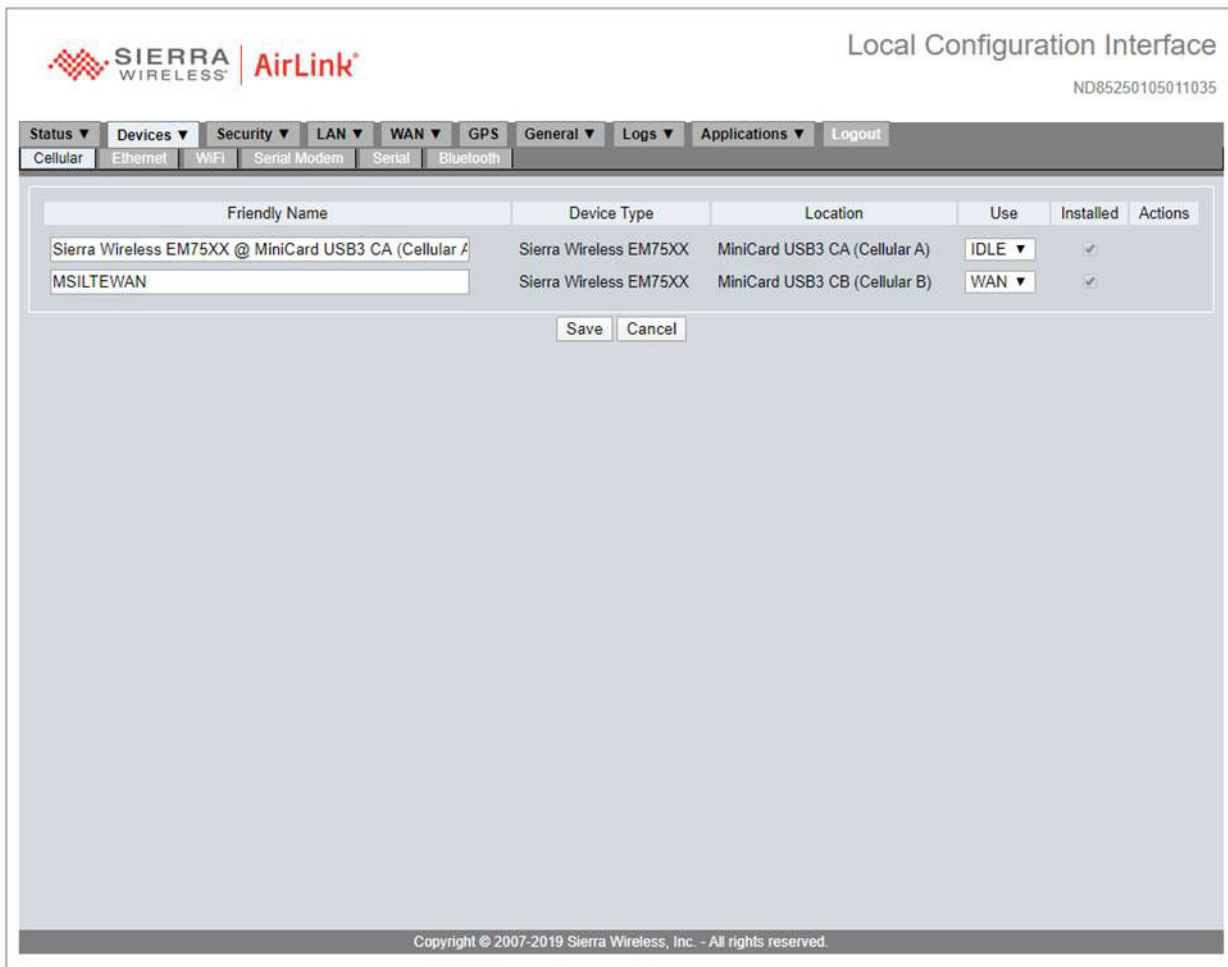 SIERRA WIRELESS AirLink®
Local Configuration Interface
ND85250105011035
Status ▼ Devices ▼ Security ▼ LAN ▼ WAN ▼ GPS General ▼ Logs ▼ Applications ▼ Logout
Cellular Ethernet WiFi Serial Modem Serial Bluetooth
Friendly Name Device Type Location Use Installed Actions
Sierra Wireless EM75XX @ MiniCard USB3 CA (Cellular A Sierra Wireless EM75XX MiniCard USB3 CA (Cellular A) IDLE ▼
MSILTEWAN Sierra Wireless EM75XX MiniCard USB3 CB (Cellular B) WAN ▼
Save Cancel
Copyright © 2007-2019 Sierra Wireless, Inc. - All rights reserved.